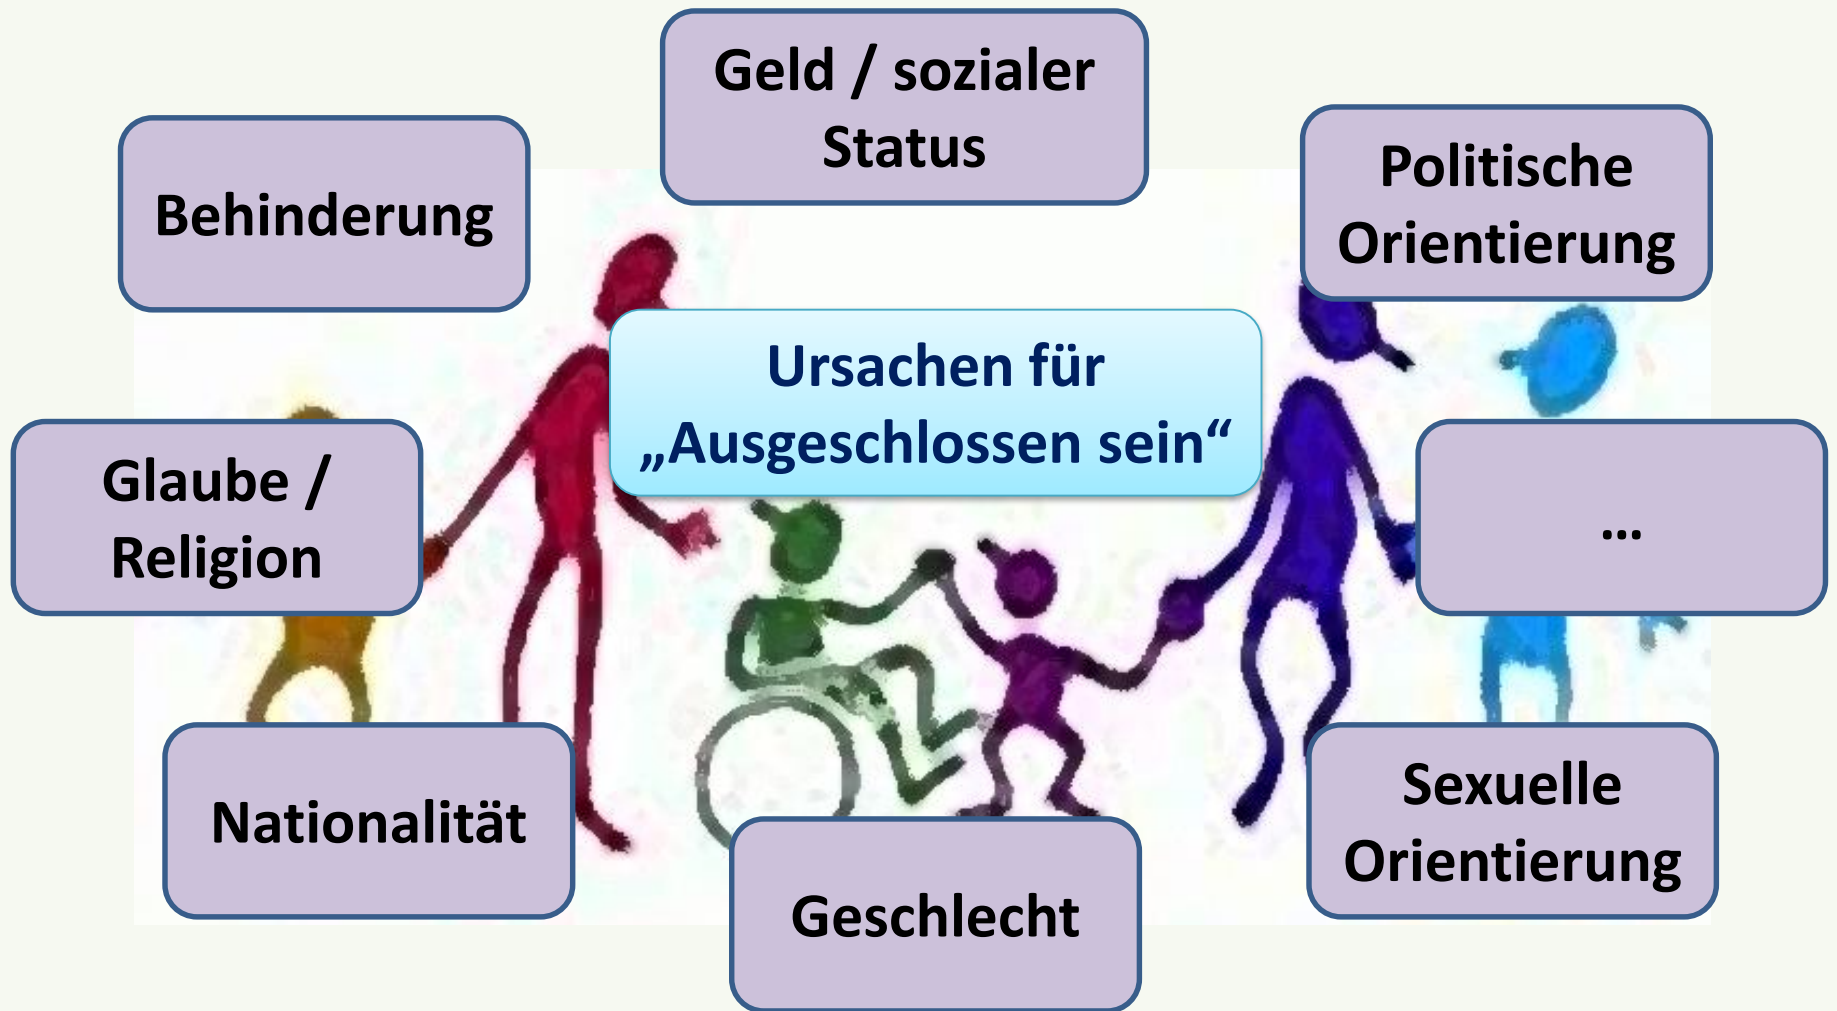 Geld / sozialer
Status
Behinderung
Politische
Orientierung
Ursachen für
„Ausgeschlossen sein“
Glaube /
Religion
...
Nationalität
Sexuelle
Orientierung
Geschlecht